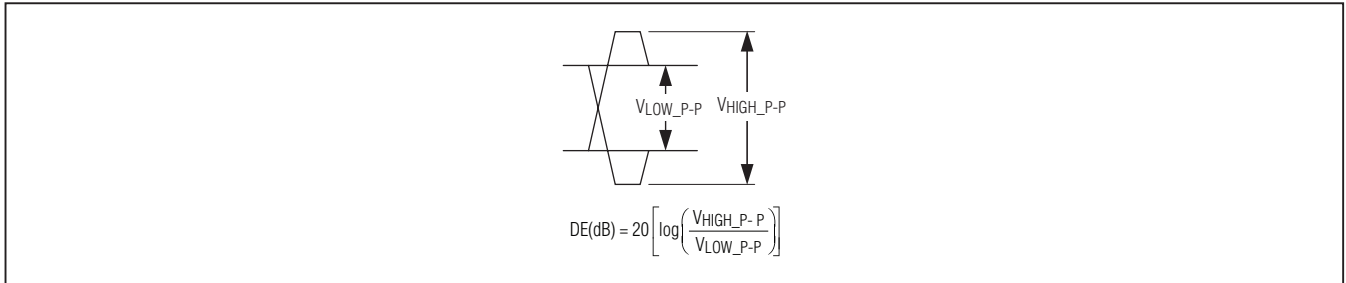 VLOW_P-P VHIGH_P-P
DE(dB) = 20[log(VHIGH_P- P/VLOW_P-P)]